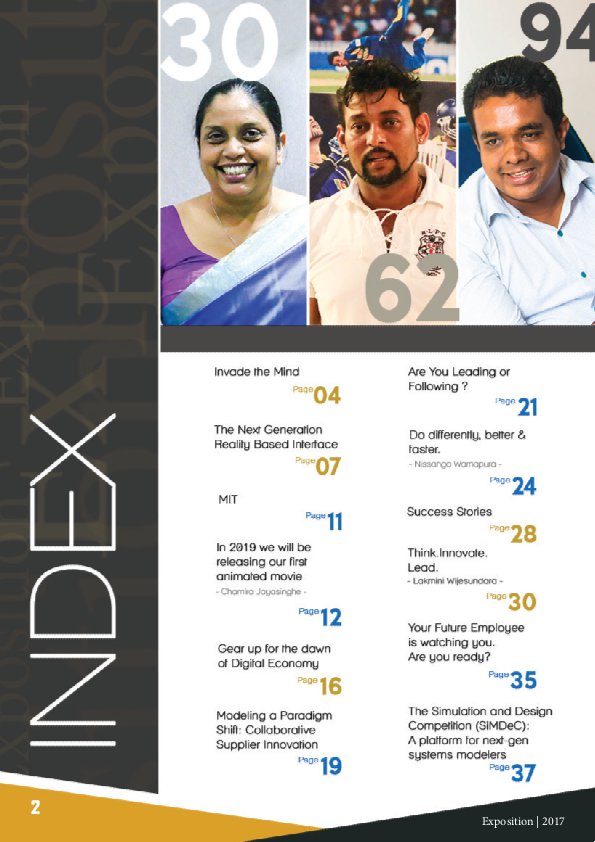 30
62
94
INDEX
Invade the Mind
Page 04
The Next Generation
Reality Based Interface
Page 07
MIT
Page 11
In 2019 we will be
releasing our first
animated movie
- Chamira Jayasinghe -
Page 12
Gear up for the dawn
of Digital Economy
Page 16
Modeling a Paradigm
Shift: Collaborative
Supplier Innovation
Page 19
Are You Leading or
Following ?
Page 21
Do differently, better &
faster.
- Nissanga Warnapura -
Page 24
Success Stories
Page 28
Think.Innovate.
Lead.
- Lakmini Wijesundara -
Page 30
Your Future Employee
is watching you.
Are you ready?
Page 35
The Simulation and Design
Competition (SiMDeC):
A platform for next-gen
systems modelers
Page 37
2
Exposition | 2017